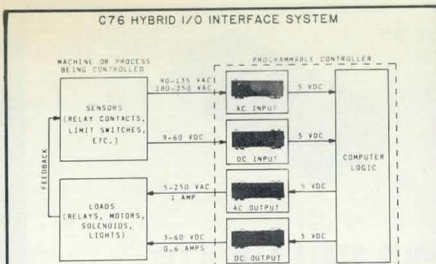 C76 HYBRID I/O INTERFACE SYSTEM
MACHINE OR PROCESS
BEING CONTROLLED
PROGRAMMABLE CONTROLLER
SENSORS
(RELAY CONTACTS,
LIMIT SWITCHES,
ETC.)
90-135 VAC
180-250 VAC
AC INPUT
5 VDC
9-60 VDC
DC INPUT
5 VDC
COMPUTER
LOGIC
FEEDBACK
LOADS
(RELAYS, MOTORS,
SOLENOIDS,
LIGHTS)
5-250 VAC
1 AMP
AC OUTPUT
5 VDC
3-60 VDC
0.6 AMPS
DC OUTPUT
5 VDC